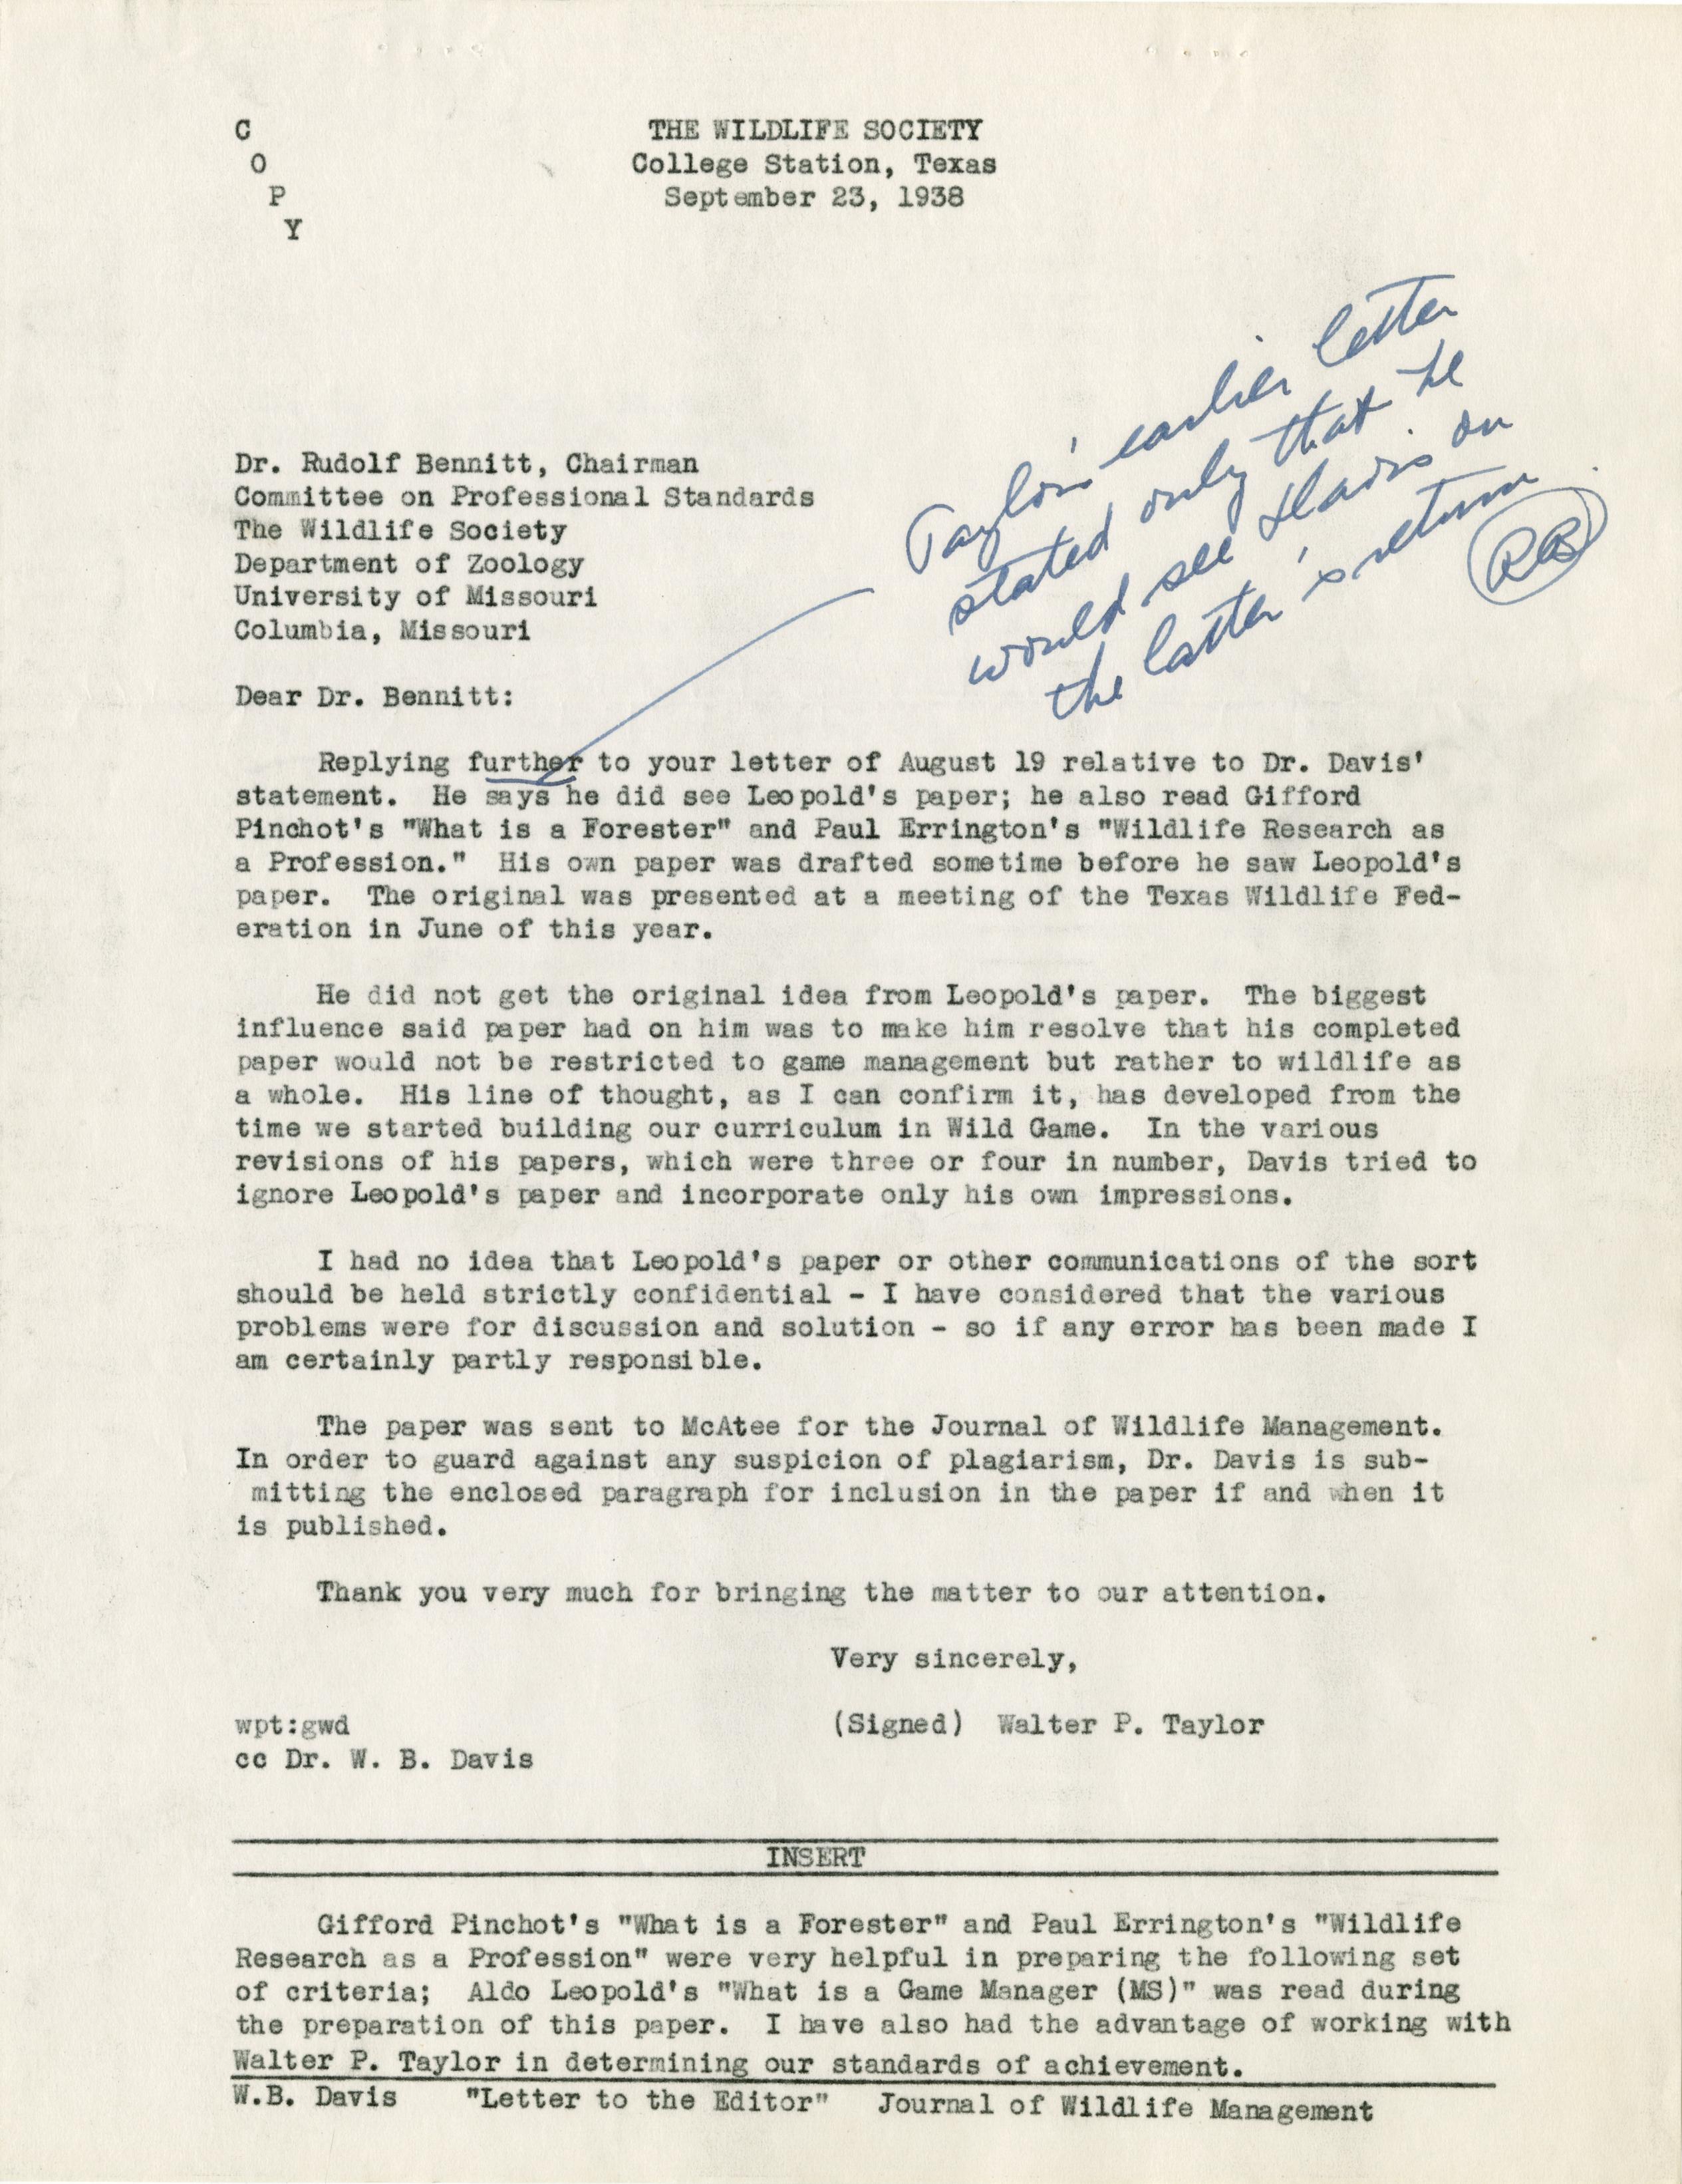 C
O
P
Y
THE WILDLIFE SOCIETY
College Station, Texas
September 23, 1938
Taylor's earlier letter
stated only that he
would see Davis on
the latter's return
RB
Dr. Rudolf Bennitt, Chairman
Committee on Professional Standards
The Wildlife Society
Department of Zoology
University of Missouri
Columbia, Missouri
Dear Dr. Bennitt:
Replying further to your letter of August 19 relative to Dr. Davis'
statement. He says he did see Leopold's paper; he also read Gifford
Pinchot's "What is a Forester" and Paul Errington's "Wildlife Research as
a Profession." His own paper was drafted sometime before he saw Leopold's
paper. The original was presented at a meeting of the Texas Wildlife Fed-
eration in June of this year.
He did not get the original idea from Leopold's paper. The biggest
influence said paper had on him was to make him resolve that his completed
paper would not be restricted to game management but rather to wildlife as
a whole. His line of thought, as I can confirm it, has developed from the
time we started building our curriculum in Wild Game. In the various
revisions of his papers, which were three or four in number, Davis tried to
ignore Leopold's paper and incorporate only his own impressions.
I had no idea that Leopold's paper or other communications of the sort
should be held strictly confidential - I have considered that the various
problems were for discussion and solution - so if any error has been made I
am certainly partly responsible.
The paper was sent to McAtee for the Journal of Wildlife Management.
In order to guard against any suspicion of plagiarism, Dr. Davis is sub-
mitting the enclosed paragraph for inclusion in the paper if and when it
is published.
Thank you very much for bringing the matter to our attention.
Very sincerely,
wpt:gwd (Signed) Walter P. Taylor
cc Dr. W. B. Davis
INSERT
Gifford Pinchot's "What is a Forester" and Paul Errington's "Wildlife
Research as a Profession" were very helpful in preparing the following set
of criteria; Aldo Leopold's "What is a Game Manager (MS)" was read during
the preparation of this paper. I have also had the advantage of working with
Walter P. Taylor in determining our standards of achievement.
W.B. Davis "Letter to the Editor" Journal of Wildlife Management